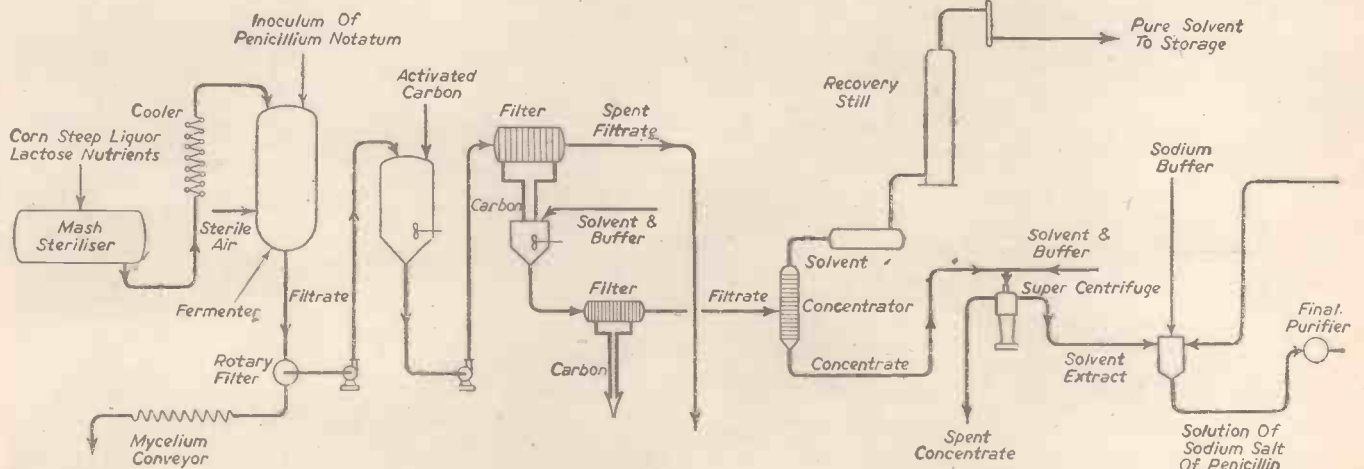 Inoculum Of
Penicillium Notatum
Cooler
Corn Steep Liquor
Lactose Nutrients
Mash
Steriliser
Sterile
Air
Fermenter
Filtrate
Rotary
Filter
Mycelium
Conveyor
Activated
Carbon
Filter
Spent
Filtrate
Carbon
Solvent &
Buffer
Filter
Carbon
Filtrate
Pure Solvent
To Storage
Recovery
Still
Solvent
Concentrator
Concentrate
Sodium
Buffer
Solvent &
Buffer
Super Centrifuge
Solvent
Extract
Spent
Concentrate
Final
Purifier
Solution Of
Sodium Salt
Of Penicillin